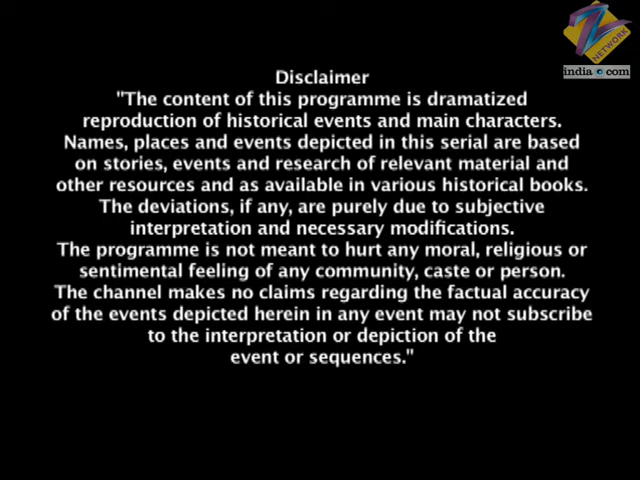 Z
NETWORK
india.com
Disclaimer
"The content of this programme is dramatized
reproduction of historical events and main characters.
Names, places and events depicted in this serial are based
on stories, events and research of relevant material and
other resources and as available in various historical books.
The deviations, if any, are purely due to subjective
interpretation and necessary modifications.
The programme is not meant to hurt any moral, religious or
sentimental feeling of any community, caste or person.
The channel makes no claims regarding the factual accuracy
of the events depicted herein in any event may not subscribe
to the interpretation or depiction of the
event or sequences."